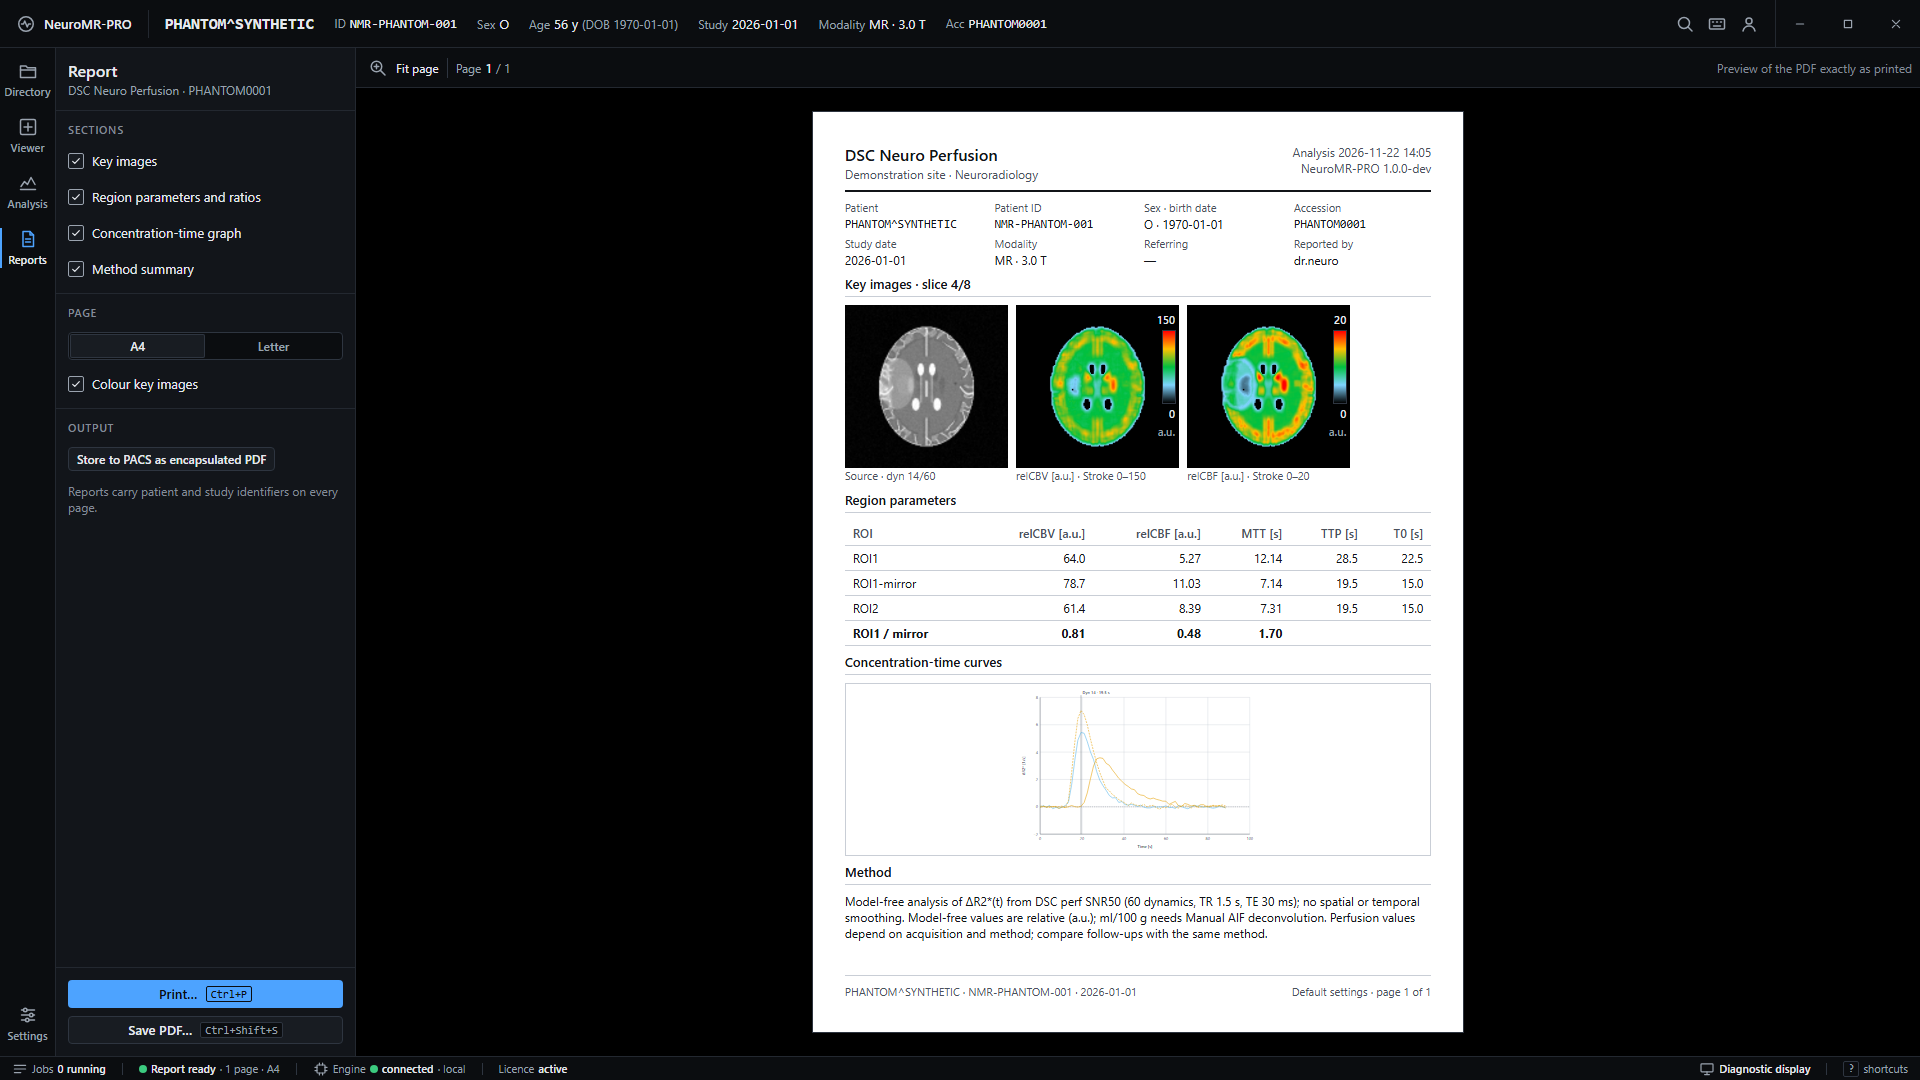 NeuroMR-PRO
PHANTOM^SYNTHETIC ID NMR-PHANTOM-001 Sex O Age 56 y (DOB 1970-01-01) Study 2026-01-01 Modality MR · 3.0 T Acc PHANTOM0001
Directory
Viewer
Analysis
Reports
Settings
Report
DSC Neuro Perfusion · PHANTOM0001
SECTIONS
Key images
Region parameters and ratios
Concentration-time graph
Method summary
PAGE
A4 Letter
Colour key images
OUTPUT
Store to PACS as encapsulated PDF
Reports carry patient and study identifiers on every
page.
Print... Ctrl+P
Save PDF... Ctrl+Shift+S
Fit page Page 1 / 1
Preview of the PDF exactly as printed
DSC Neuro Perfusion
Demonstration site · Neuroradiology
Analysis 2026-11-22 14:05
NeuroMR-PRO 1.0.0-dev
Patient Patient ID Sex · birth date Accession
PHANTOM^SYNTHETIC NMR-PHANTOM-001 O · 1970-01-01 PHANTOM0001
Study date Modality Referring Reported by
2026-01-01 MR · 3.0 T — dr.neuro
Key images · slice 4/8
150
0
a.u.
20
0
a.u.
Source · dyn 14/60
relCBV [a.u.] · Stroke 0–150
relCBF [a.u.] · Stroke 0–20
Region parameters
ROI relCBV [a.u.] relCBF [a.u.] MTT [s] TTP [s] T0 [s]
ROI1 64.0 5.27 12.14 28.5 22.5
ROI1-mirror 78.7 11.03 7.14 19.5 15.0
ROI2 61.4 8.39 7.31 19.5 15.0
ROI1 / mirror 0.81 0.48 1.70
Concentration-time curves
Time [s]
Method
Model-free analysis of ΔR2*(t) from DSC perf SNR50 (60 dynamics, TR 1.5 s, TE 30 ms); no spatial or temporal
smoothing. Model-free values are relative (a.u.); ml/100 g needs Manual AIF deconvolution. Perfusion values
depend on acquisition and method; compare follow-ups with the same method.
PHANTOM^SYNTHETIC · NMR-PHANTOM-001 · 2026-01-01
Default settings · page 1 of 1
Jobs 0 running Report ready · 1 page · A4 Engine connected · local Licence active
Diagnostic display ? shortcuts